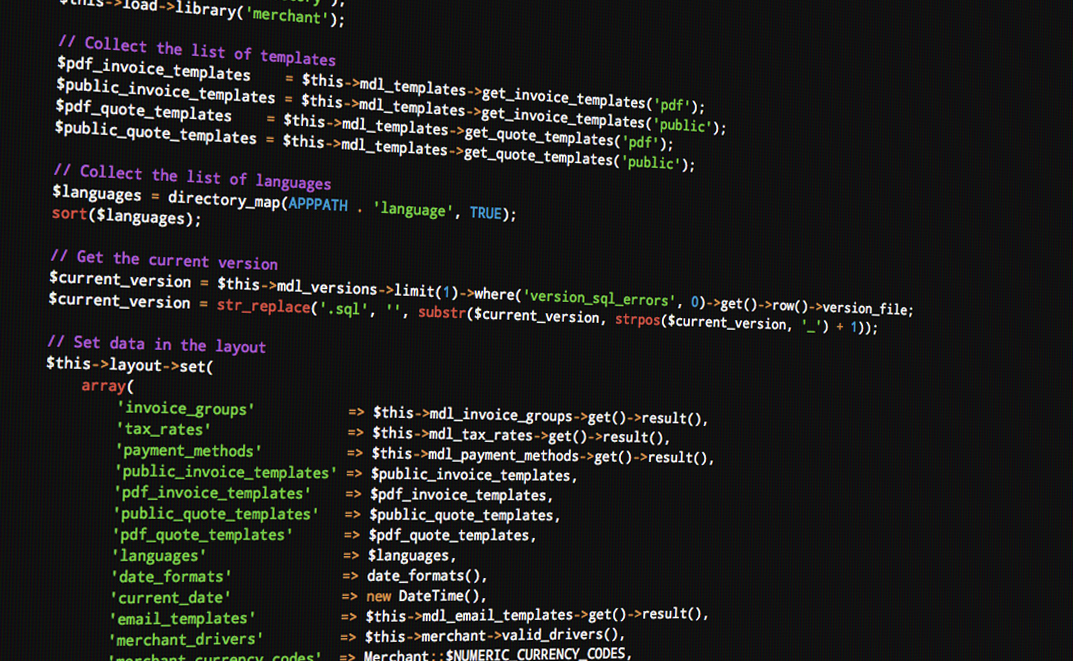 $this->load->library('merchant');
// Collect the list of templates
$pdf_invoice_templates = $this->mdl_templates->get_invoice_templates('pdf');
$public_invoice_templates = $this->mdl_templates->get_invoice_templates('public');
$pdf_quote_templates = $this->mdl_templates->get_quote_templates('pdf');
$public_quote_templates = $this->mdl_templates->get_quote_templates('public');
// Collect the list of languages
$languages = directory_map(APPPATH . 'language', TRUE);
sort($languages);
// Get the current version
$current_version = $this->mdl_versions->limit(1)->where('version_sql_errors', 0)->get()->row()->version_file;
$current_version = str_replace('.sql', '', substr($current_version, strpos($current_version, '_') + 1));
// Set data in the layout
$this->layout->set(
array(
'invoice_groups' => $this->mdl_invoice_groups->get()->result(),
'tax_rates' => $this->mdl_tax_rates->get()->result(),
'payment_methods' => $this->mdl_payment_methods->get()->result(),
'public_invoice_templates' => $public_invoice_templates,
'pdf_invoice_templates' => $pdf_invoice_templates,
'public_quote_templates' => $public_quote_templates,
'pdf_quote_templates' => $pdf_quote_templates,
'languages' => $languages,
'date_formats' => date_formats(),
'current_date' => new DateTime(),
'email_templates' => $this->mdl_email_templates->get()->result(),
'merchant_drivers' => $this->merchant->valid_drivers(),
'merchant_currency_codes' => Merchant::$NUMERIC_CURRENCY_CODES,